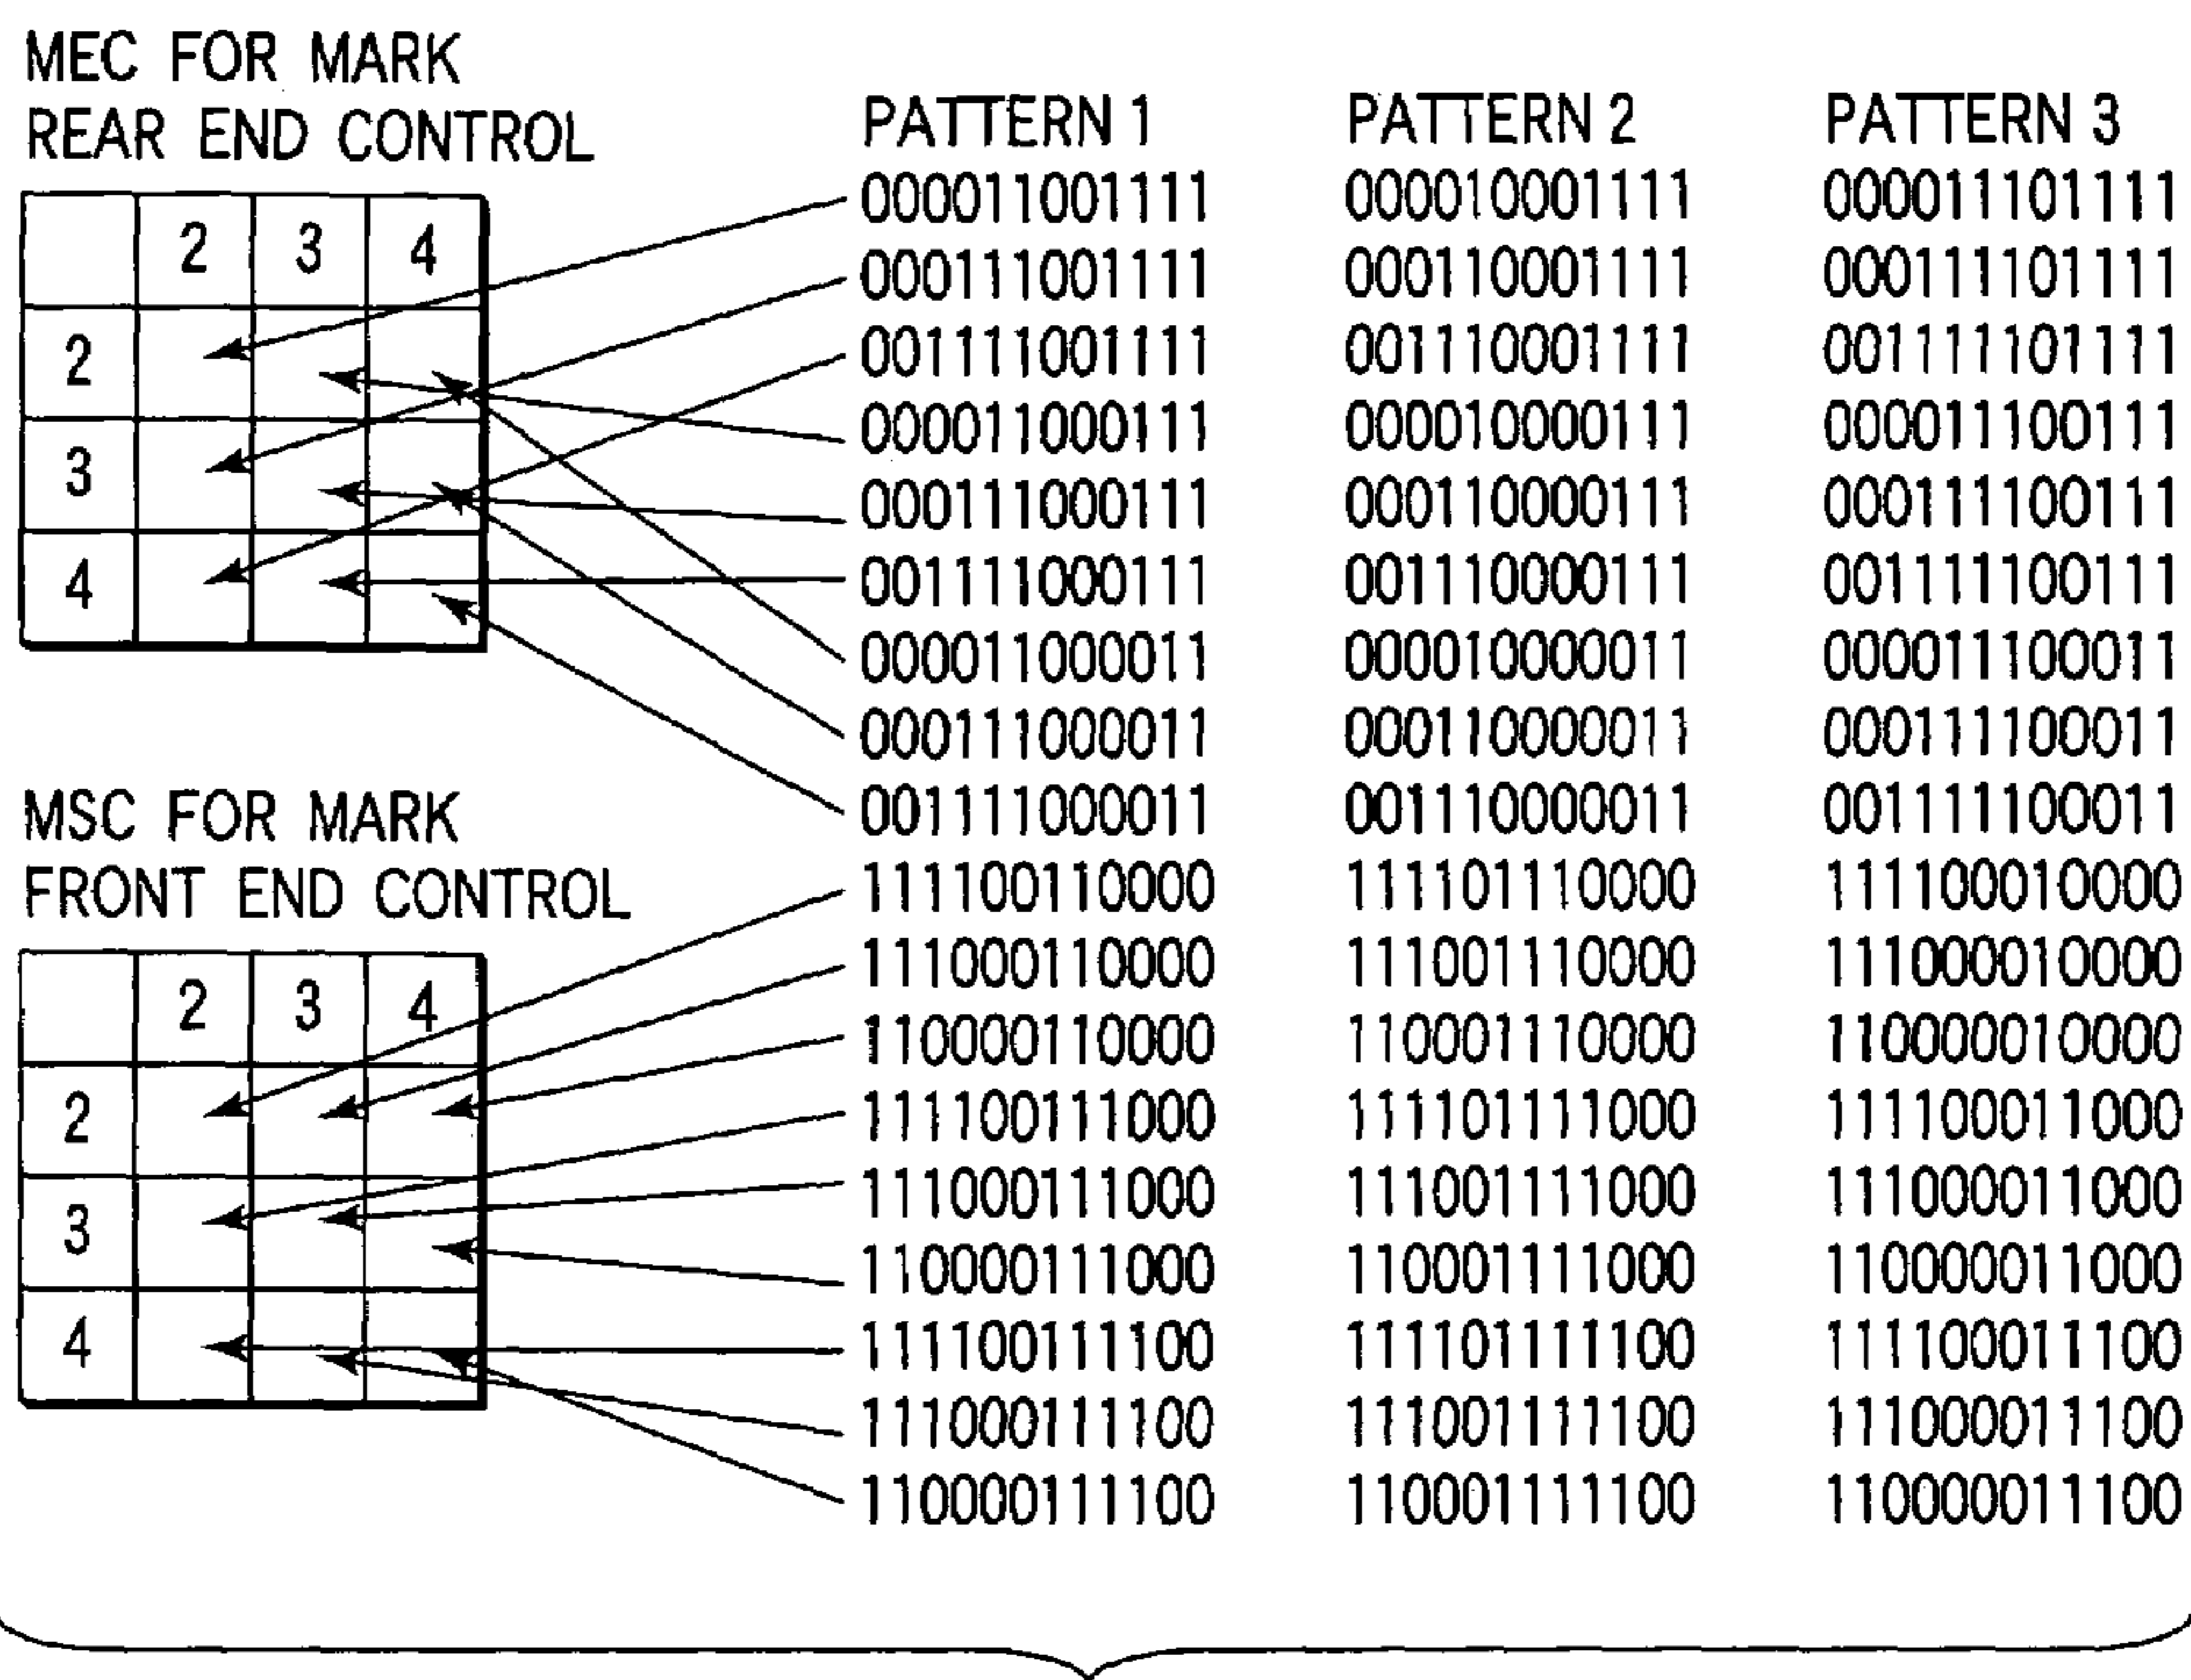 MEC FOR MARK
REAR END CONTROL
2 3 4
2
3
4
MSC FOR MARK
FRONT END CONTROL
2 3 4
2
3
4
PATTERN 1 PATTERN 2 PATTERN 3
000011001111 000010001111 000011101111
000111001111 000110001111 000111101111
001111001111 001110001111 001111101111
000011000111 000010000111 000011100111
000111000111 000110000111 000111100111
001111000111 001110000111 001111100111
000011000011 000010000011 000011100011
000111000011 000110000011 000111100011
001111000011 001110000011 001111100011
111100110000 111101110000 111100010000
111000110000 111001110000 111000010000
110000110000 110001110000 110000010000
111100111000 111101111000 111100011000
111000111000 111001111000 111000011000
110000111000 110001111000 110000011000
111100111100 111101111100 111100011100
111000111100 111001111100 111000011100
110000111100 110001111100 110000011100